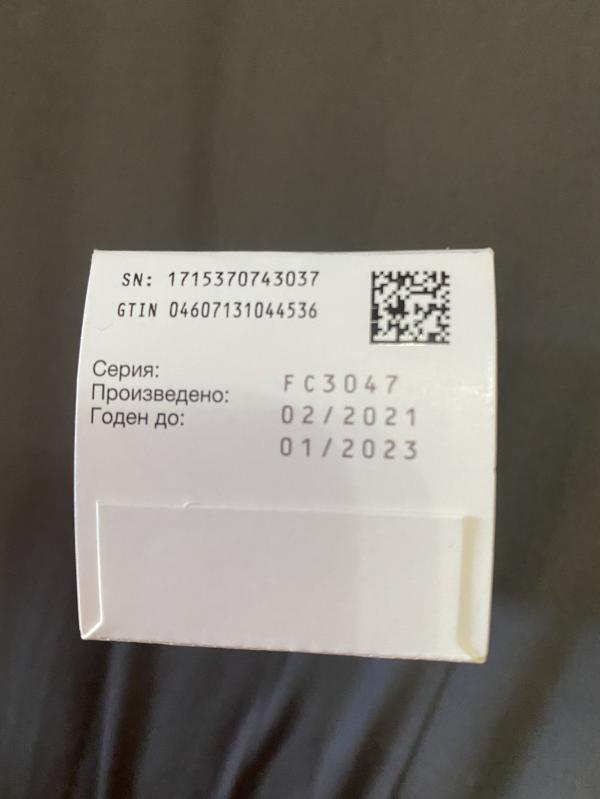 SN: 1715370743037
GTIN 04607131044536
Серия: FC3047
Произведено: 02/2021
Годен до: 01/2023